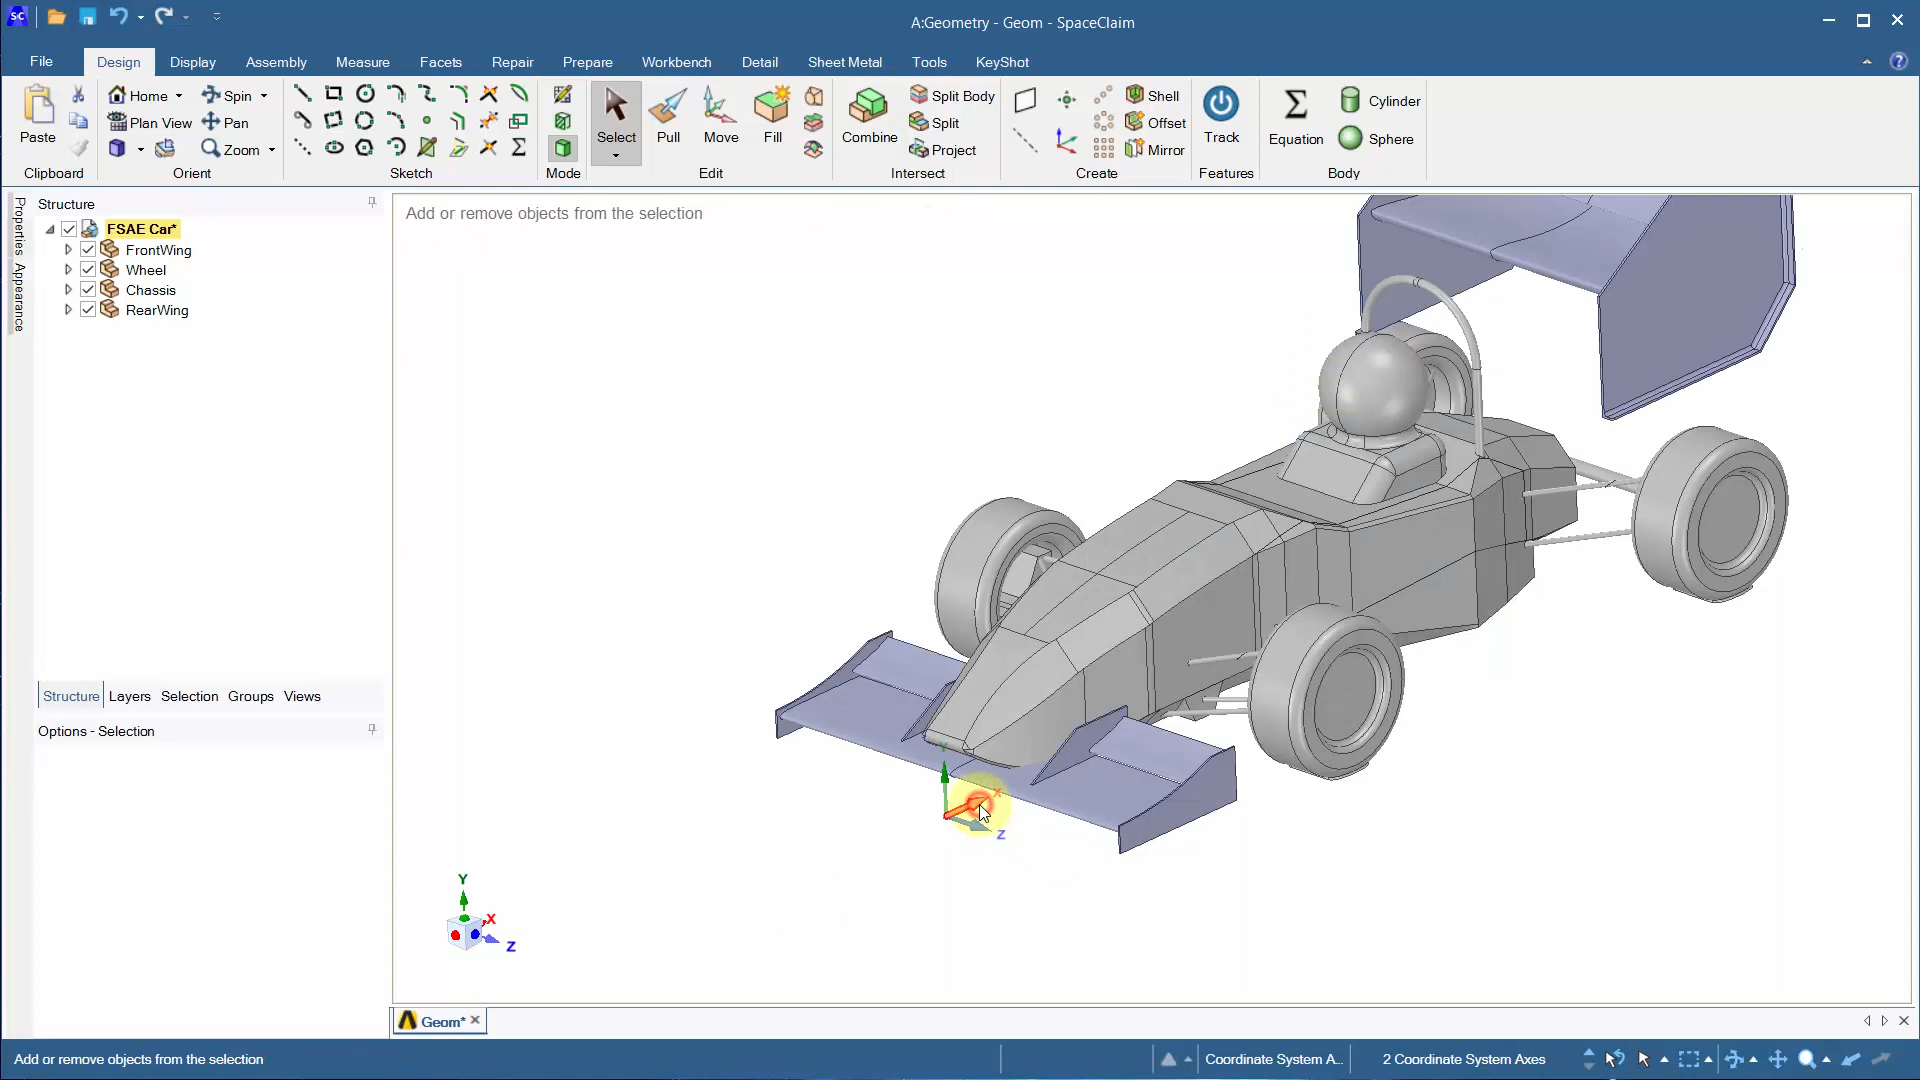 SC
A:Geometry - Geom - SpaceClaim
File Design Display Assembly Measure Facets Repair Prepare Workbench Detail Sheet Metal Tools KeyShot
Paste
Clipboard
Home Spin
Plan View Pan
Zoom
Orient
Sketch
Mode
Select Pull Move Fill
Edit
Combine
Split Body
Split
Project
Intersect
Shell
Offset
Mirror
Create
Track
Features
Equation
Cylinder
Sphere
Body
Properties
Appearance
Structure
FSAE Car*
FrontWing
Wheel
Chassis
RearWing
Structure Layers Selection Groups Views
Options - Selection
Add or remove objects from the selection
Y
X
Z
Y
X
Z
Geom*
Add or remove objects from the selection
Coordinate System A...
2 Coordinate System Axes